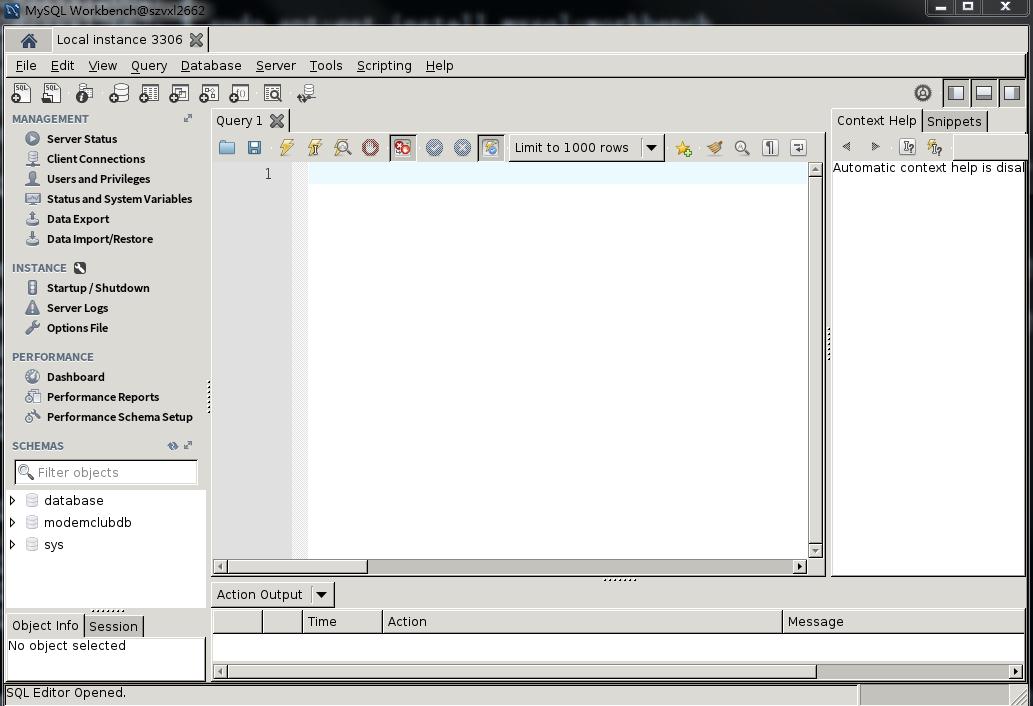 MySQL Workbench@szvxl2662
Local instance 3306
File Edit View Query Database Server Tools Scripting Help
MANAGEMENT
Server Status
Client Connections
Users and Privileges
Status and System Variables
Data Export
Data Import/Restore
INSTANCE
Startup / Shutdown
Server Logs
Options File
PERFORMANCE
Dashboard
Performance Reports
Performance Schema Setup
SCHEMAS
Filter objects
database
modemclubdb
sys
Object Info Session
No object selected
Query 1
Limit to 1000 rows
1
Context Help Snippets
Automatic context help is disal
Action Output
Time Action Message
SQL Editor Opened.